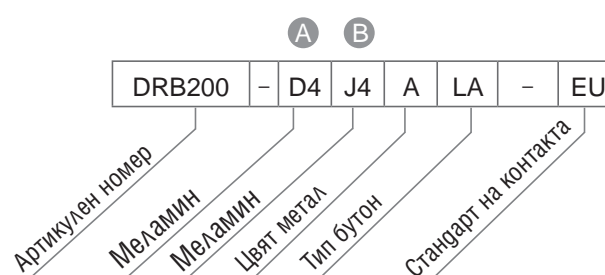 A B
DRB200 – D4 J4 A LA – EU
Артикулен номер
Меламин
Меламин
Цвят метал
Тип бутон
Стандарт на контакта